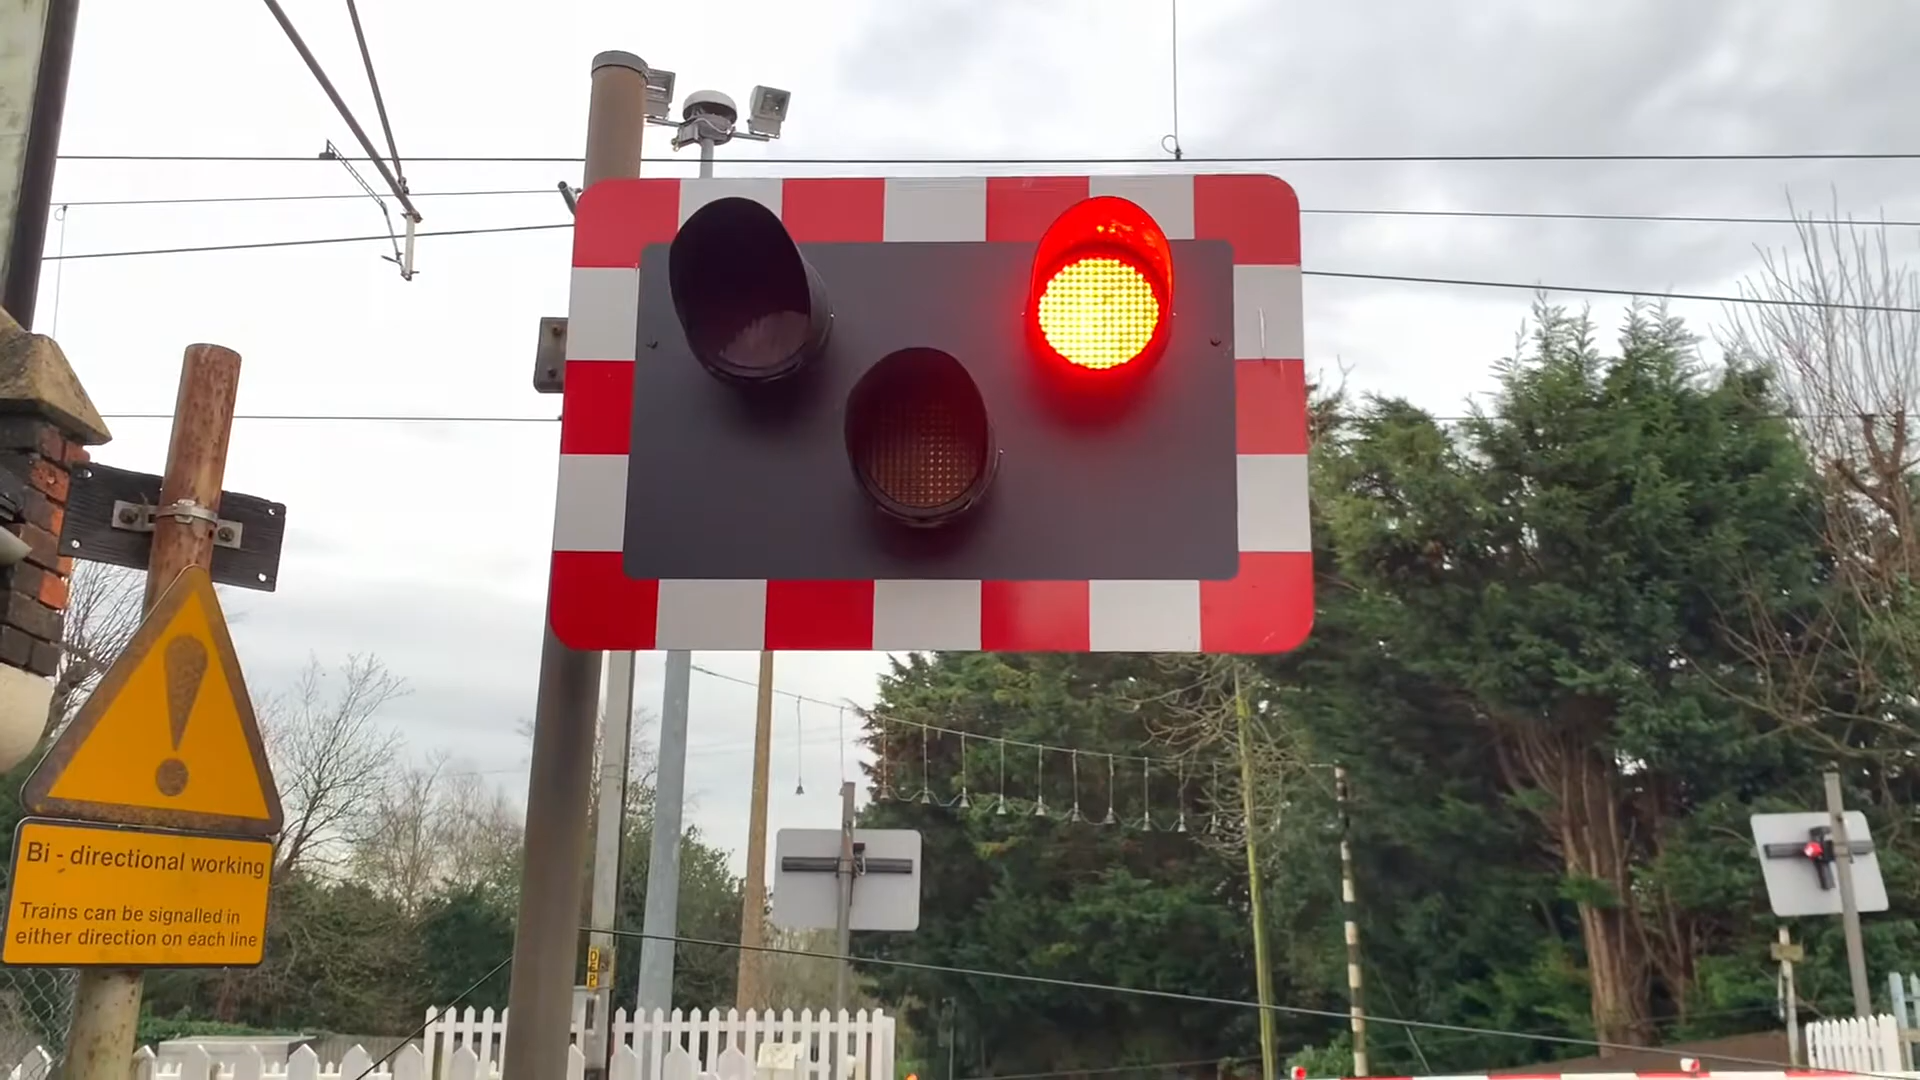 Bi - directional working
Trains can be signalled in
either direction on each line